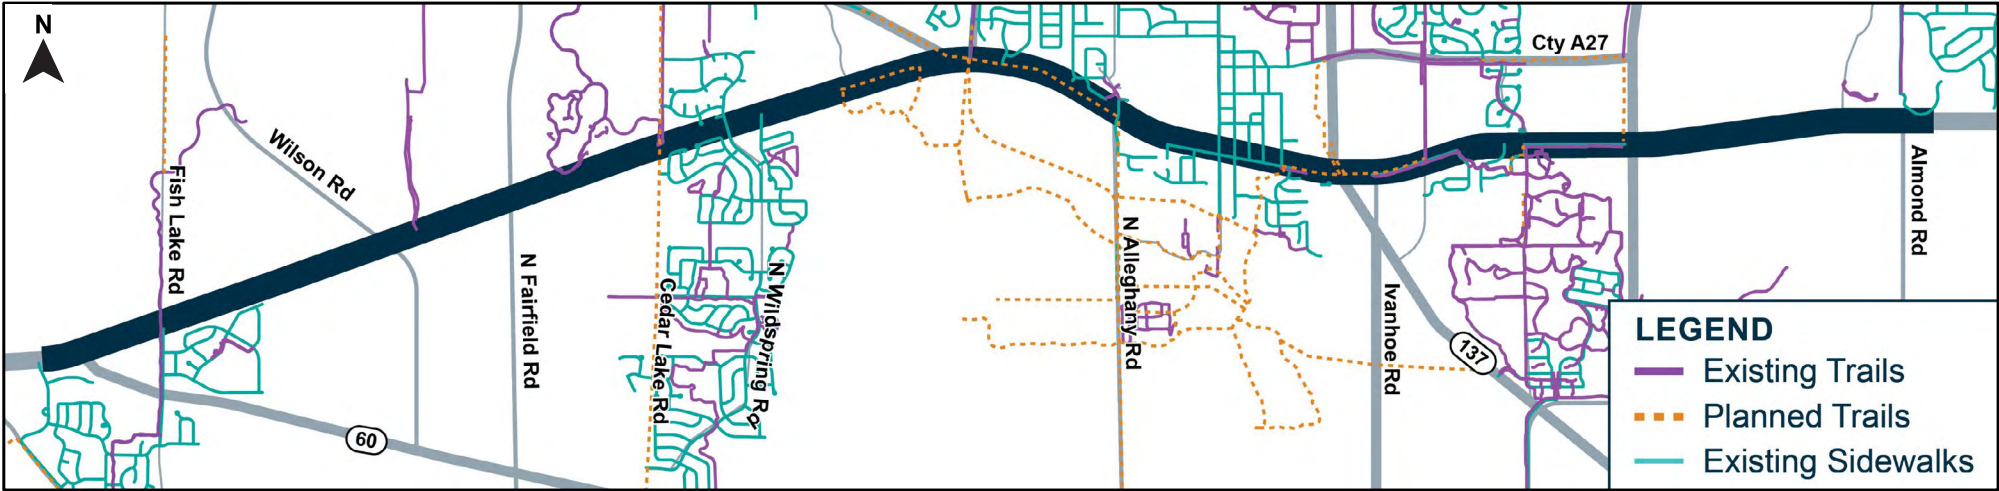 N
Cty A27
Wilson Rd
Fish Lake Rd
N Fairfield Rd
Cedar Lake Rd
N Wildspring Rd
N Alleghany Rd
Ivanhoe Rd
Almond Rd
60
137
LEGEND
Existing Trails
Planned Trails
Existing Sidewalks